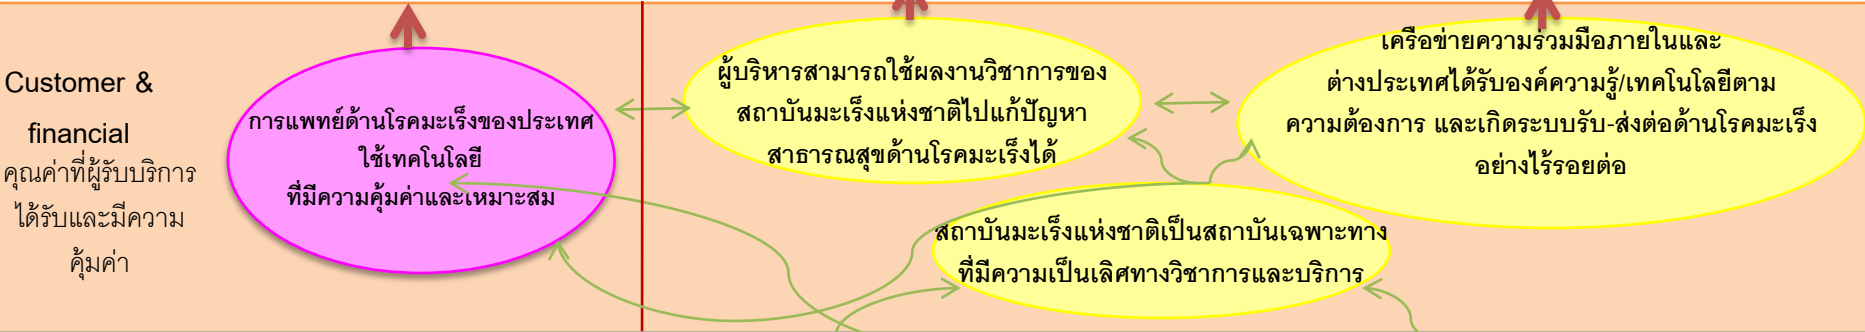 Customer &
financial
คุณค่าที่ผู้รับบริการ
ได้รับและมีความ
คุ้มค่า
การแพทย์ด้านโรคมะเร็งของประเทศ
ใช้เทคโนโลยี
ที่มีความคุ้มค่าและเหมาะสม
ผู้บริหารสามารถใช้ผลงานวิชาการของ
สถาบันมะเร็งแห่งชาติไปแก้ปัญหา
สาธารณสุขด้านโรคมะเร็งได้
เครือข่ายความร่วมมือภายในและ
ต่างประเทศได้รับองค์ความรู้/เทคโนโลยีตาม
ความต้องการ และเกิดระบบรับ-ส่งต่อด้านโรคมะเร็ง
อย่างไร้รอยต่อ
สถาบันมะเร็งแห่งชาติเป็นสถาบันเฉพาะทาง
ที่มีความเป็นเลิศทางวิชาการและบริการ